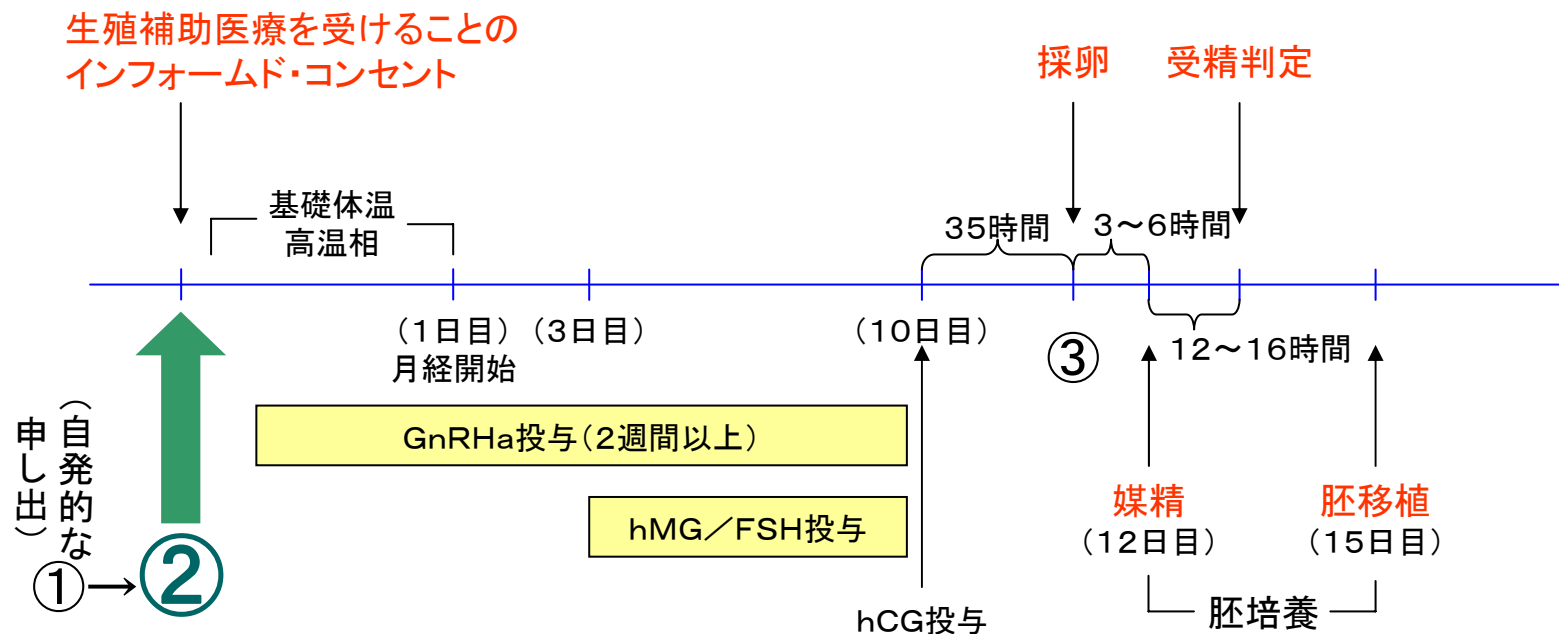 生殖補助医療を受けることの
インフォームド・コンセント
採卵
受精判定
基礎体温
高温相
35時間
3~6時間
(1日目)
月経開始
(3日目)
(10日目)
③
12~16時間
GnRHa投与(2週間以上)
hMG/FSH投与
(自発的な
申し出)
①→②
媒精
(12日目)
胚移植
(15日目)
hCG投与
胚培養